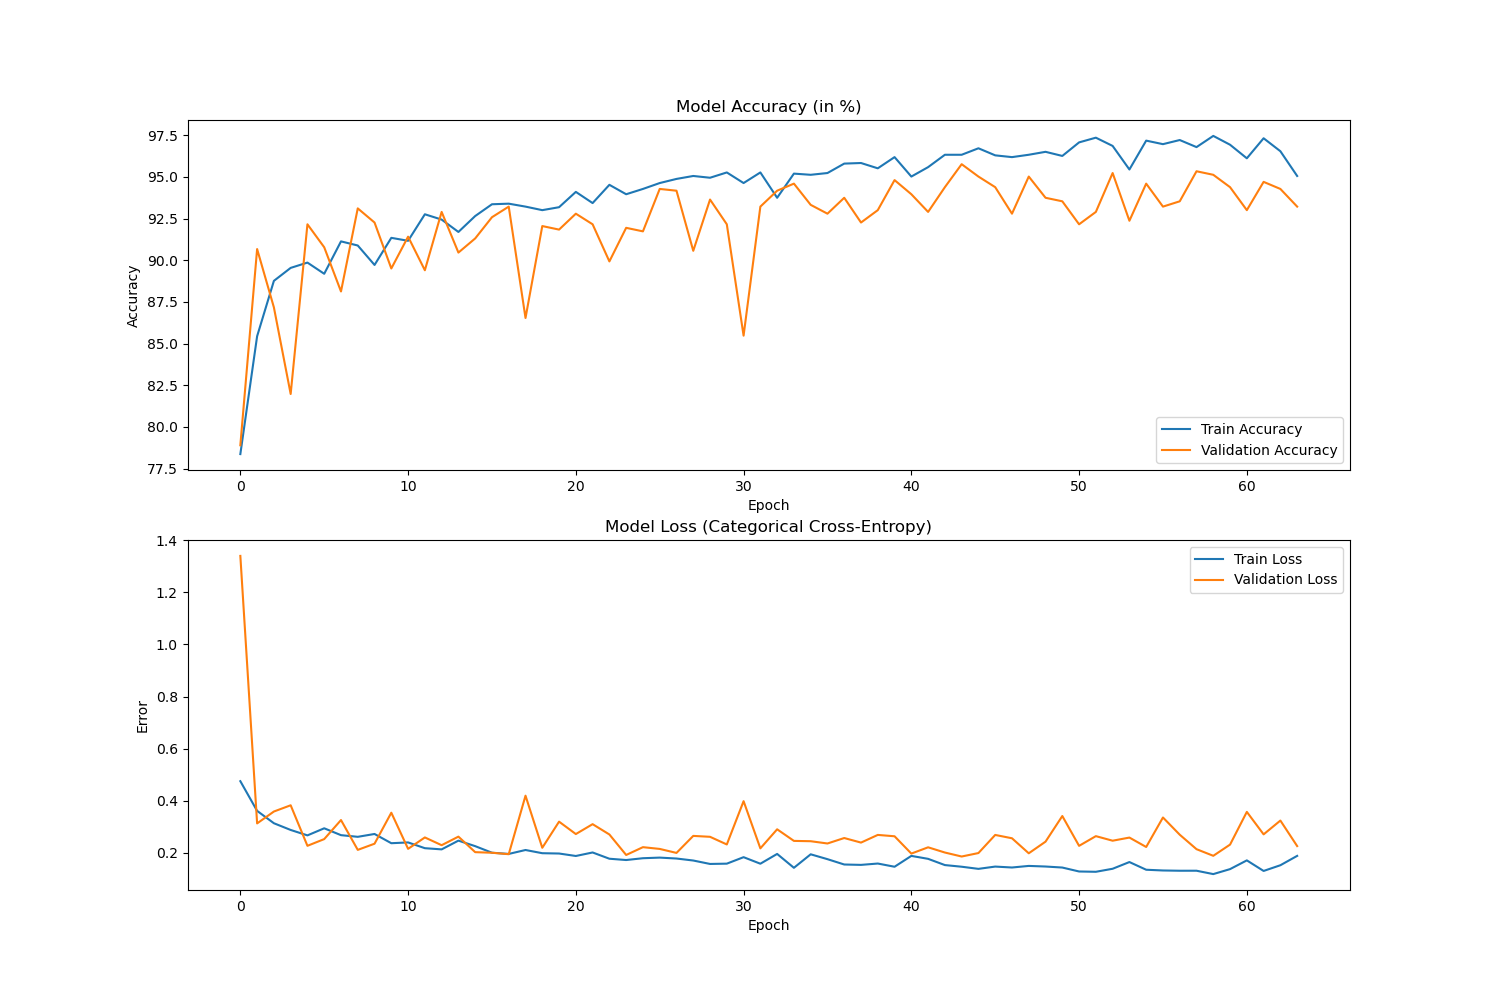 Model Accuracy (in %)
97.5
95.0
92.5
90.0
87.5
85.0
82.5
80.0
77.5
Accuracy
Train Accuracy
Validation Accuracy
0 10 20 30 40 50 60
Epoch
Model Loss (Categorical Cross-Entropy)
1.4
1.2
1.0
0.8
0.6
0.4
0.2
Error
Train Loss
Validation Loss
0 10 20 30 40 50 60
Epoch